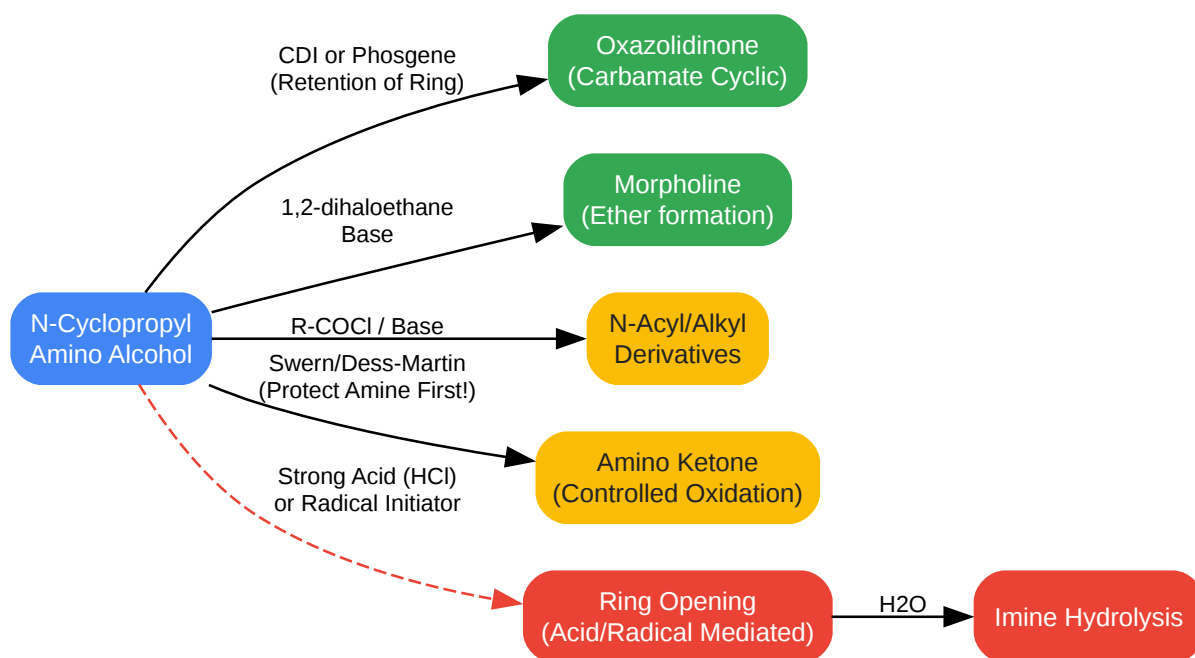 CDI or Phosgene
(Retention of Ring)
Oxazolidinone
(Carbamate Cyclic)
1,2-dihaloethane
Base
Morpholine
(Ether formation)
N-Cyclopropyl
Amino Alcohol
R-COCl / Base
N-Acyl/Alkyl
Derivatives
Swern/Dess-Martin
(Protect Amine First!)
Amino Ketone
(Controlled Oxidation)
Strong Acid (HCl)
or Radical Initiator
Ring Opening
(Acid/Radical Mediated)
H2O
Imine Hydrolysis